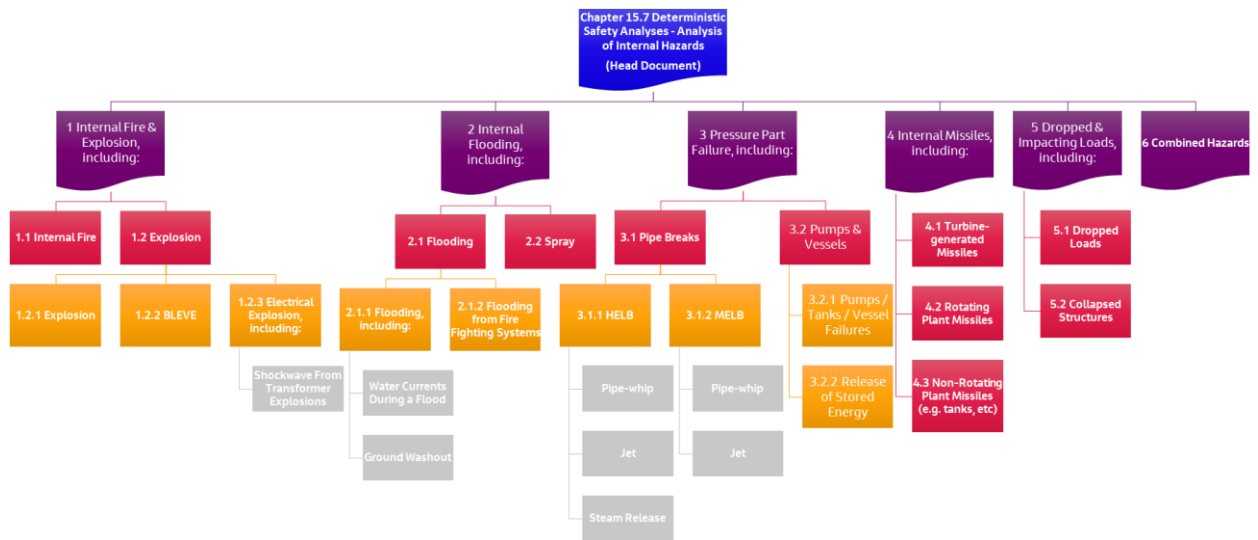 Chapter 15.7 Deterministic
Safety Analyses - Analysis
of Internal Hazards
(Head Document)
1 Internal Fire &
Explosion,
including:
2 Internal
Flooding,
including:
3 Pressure Part
Failure, including:
4 Internal Missiles,
including:
5 Dropped &
Impacting Loads,
including:
6 Combined Hazards
1.1 Internal Fire
1.2 Explosion
2.1 Flooding
2.2 Spray
3.1 Pipe Breaks
3.2 Pumps &
Vessels
4.1 Turbine-
generated
Missiles
5.1 Dropped
Loads
1.2.1 Explosion
1.2.2 BLEVE
1.2.3 Electrical
Explosion,
including:
2.1.1 Flooding,
including:
2.1.2 Flooding
from Fire
Fighting Systems
3.1.1 HELB
3.1.2 MELB
3.2.1 Pumps /
Tanks / Vessel
Failures
4.2 Rotating
Plant Missiles
5.2 Collapsed
Structures
Shockwave From
Transformer
Explosions
Water Currents
During a Flood
Pipe-whip
Pipe-whip
3.2.2 Release
of Stored
Energy
4.3 Non-Rotating
Plant Missiles
(e.g. tanks, etc)
Ground Washout
Jet
Jet
Steam Release